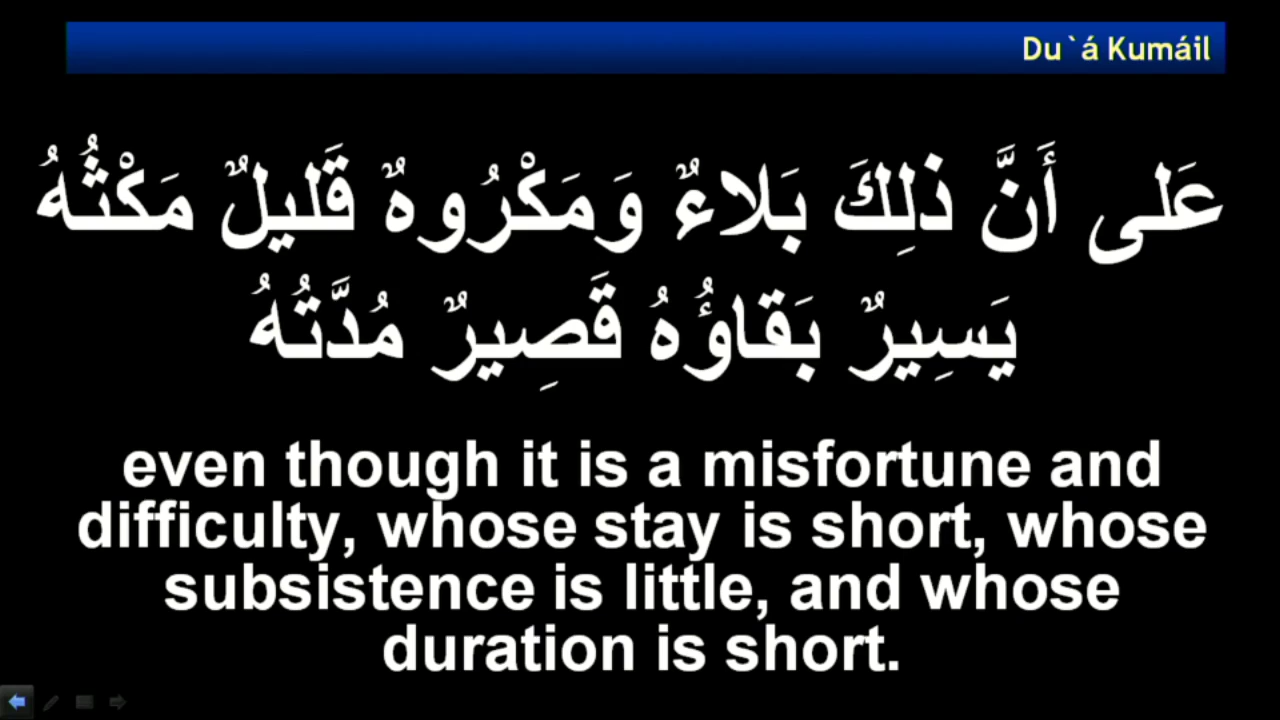 Du`á Kumáil
عَلى أَنَّ ذلِكَ بَلاءٌ وَمَكْرُوهٌ قَليلٌ مَكْثُهُ
يَسِيرٌ بَقاؤُهُ قَصِيرٌ مُدَّتُهُ
even though it is a misfortune and
difficulty, whose stay is short, whose
subsistence is little, and whose
duration is short.